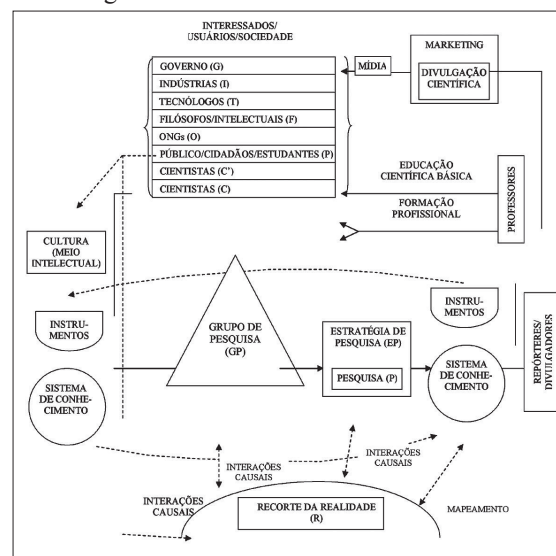 INTERESSADOS/
USUÁRIOS/SOCIEDADE
GOVERNO (G)
INDÚSTRIAS (I)
TECNÓLOGOS (T)
FILÓSOFOS/INTELECTUAIS (F)
ONGs (O)
PÚBLICO/CIDADÃOS/ESTUDANTES (P)
CIENTISTAS (C')
CIENTISTAS (C)
MÍDIA
MARKETING
DIVULGAÇÃO
CIENTÍFICA
EDUCAÇÃO
CIENTÍFICA BÁSICA
FORMAÇÃO
PROFISSIONAL
PROFESSORES
CULTURA
(MEIO
INTELECTUAL)
INSTRU-
MENTOS
SISTEMA
DE CONHE-
CIMENTO
GRUPO DE
PESQUISA
(GP)
ESTRATÉGIA DE
PESQUISA (EP)
PESQUISA (P)
INSTRU-
MENTOS
SISTEMA
DE CONHE-
CIMENTO
REPÓRTERES/
DIVULGADORES
INTERAÇÕES
CAUSAIS
INTERAÇÕES
CAUSAIS
INTERAÇÕES
CAUSAIS
RECORTE DA REALIDADE
(R)
MAPEAMENTO